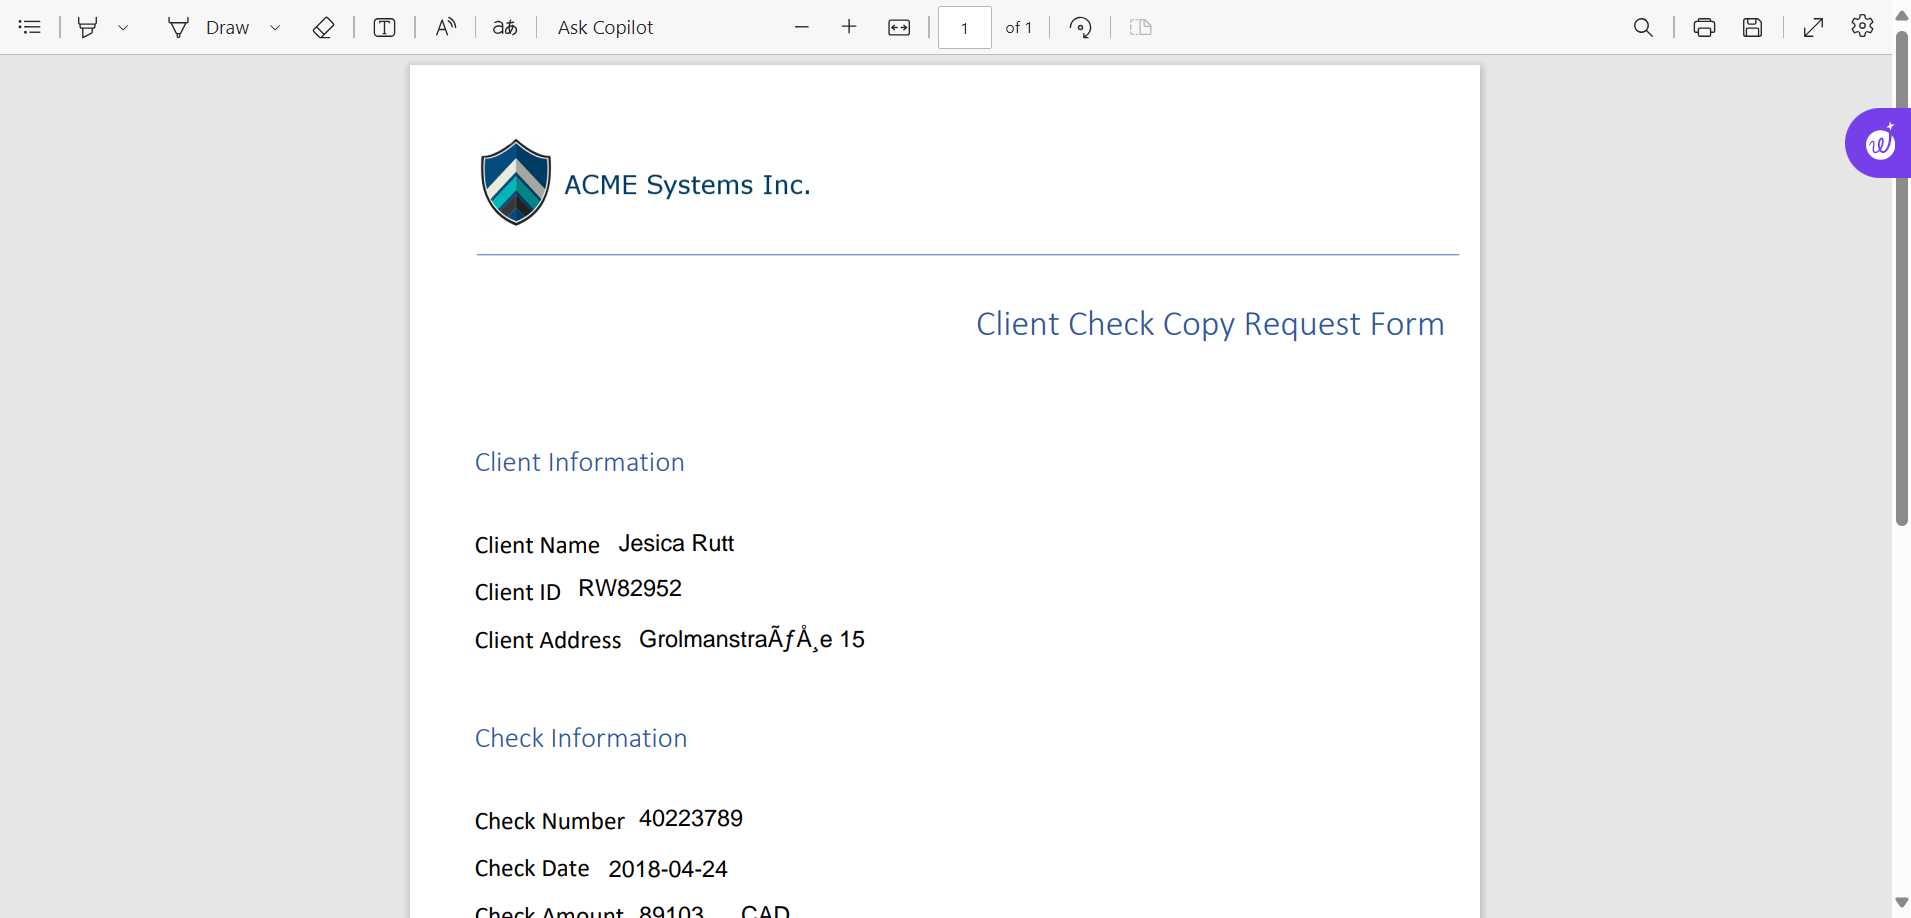 Draw
T
A
aあ
Ask Copilot
1 of 1
ACME Systems Inc.
Client Check Copy Request Form
Client Information
Client Name Jesica Rutt
Client ID RW82952
Client Address GrolmanstraÃƒÅ¸e 15
Check Information
Check Number 40223789
Check Date 2018-04-24
Check Amount 89103 CAD